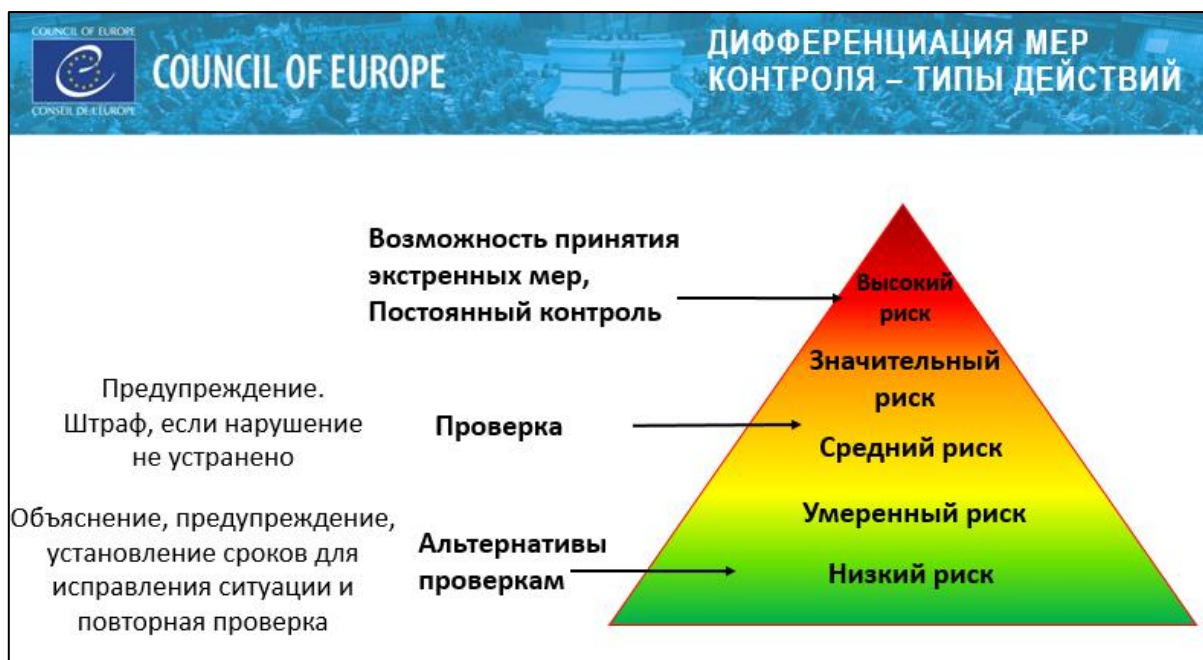 COUNCIL OF EUROPE
CONSEIL DE L'EUROPE
COUNCIL OF EUROPE
ДИФФЕРЕНЦИАЦИЯ МЕР
КОНТРОЛЯ – ТИПЫ ДЕЙСТВИЙ
Возможность принятия
экстренных мер,
Постоянный контроль
Высокий
риск
Значительный
риск
Предупреждение.
Штраф, если нарушение
не устранено
Проверка
Средний риск
Умеренный риск
Объяснение, предупреждение,
установление сроков для
исправления ситуации и
повторная проверка
Альтернативы
проверкам
Низкий риск